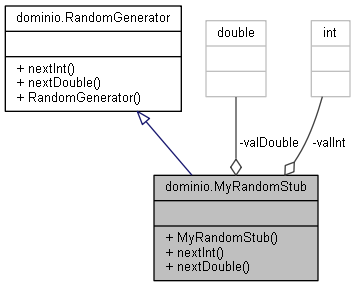 dominio.RandomGenerator
+ nextInt()
+ nextDouble()
+ RandomGenerator()
double
int
-valDouble
-valInt
dominio.MyRandomStub
+ MyRandomStub()
+ nextInt()
+ nextDouble()